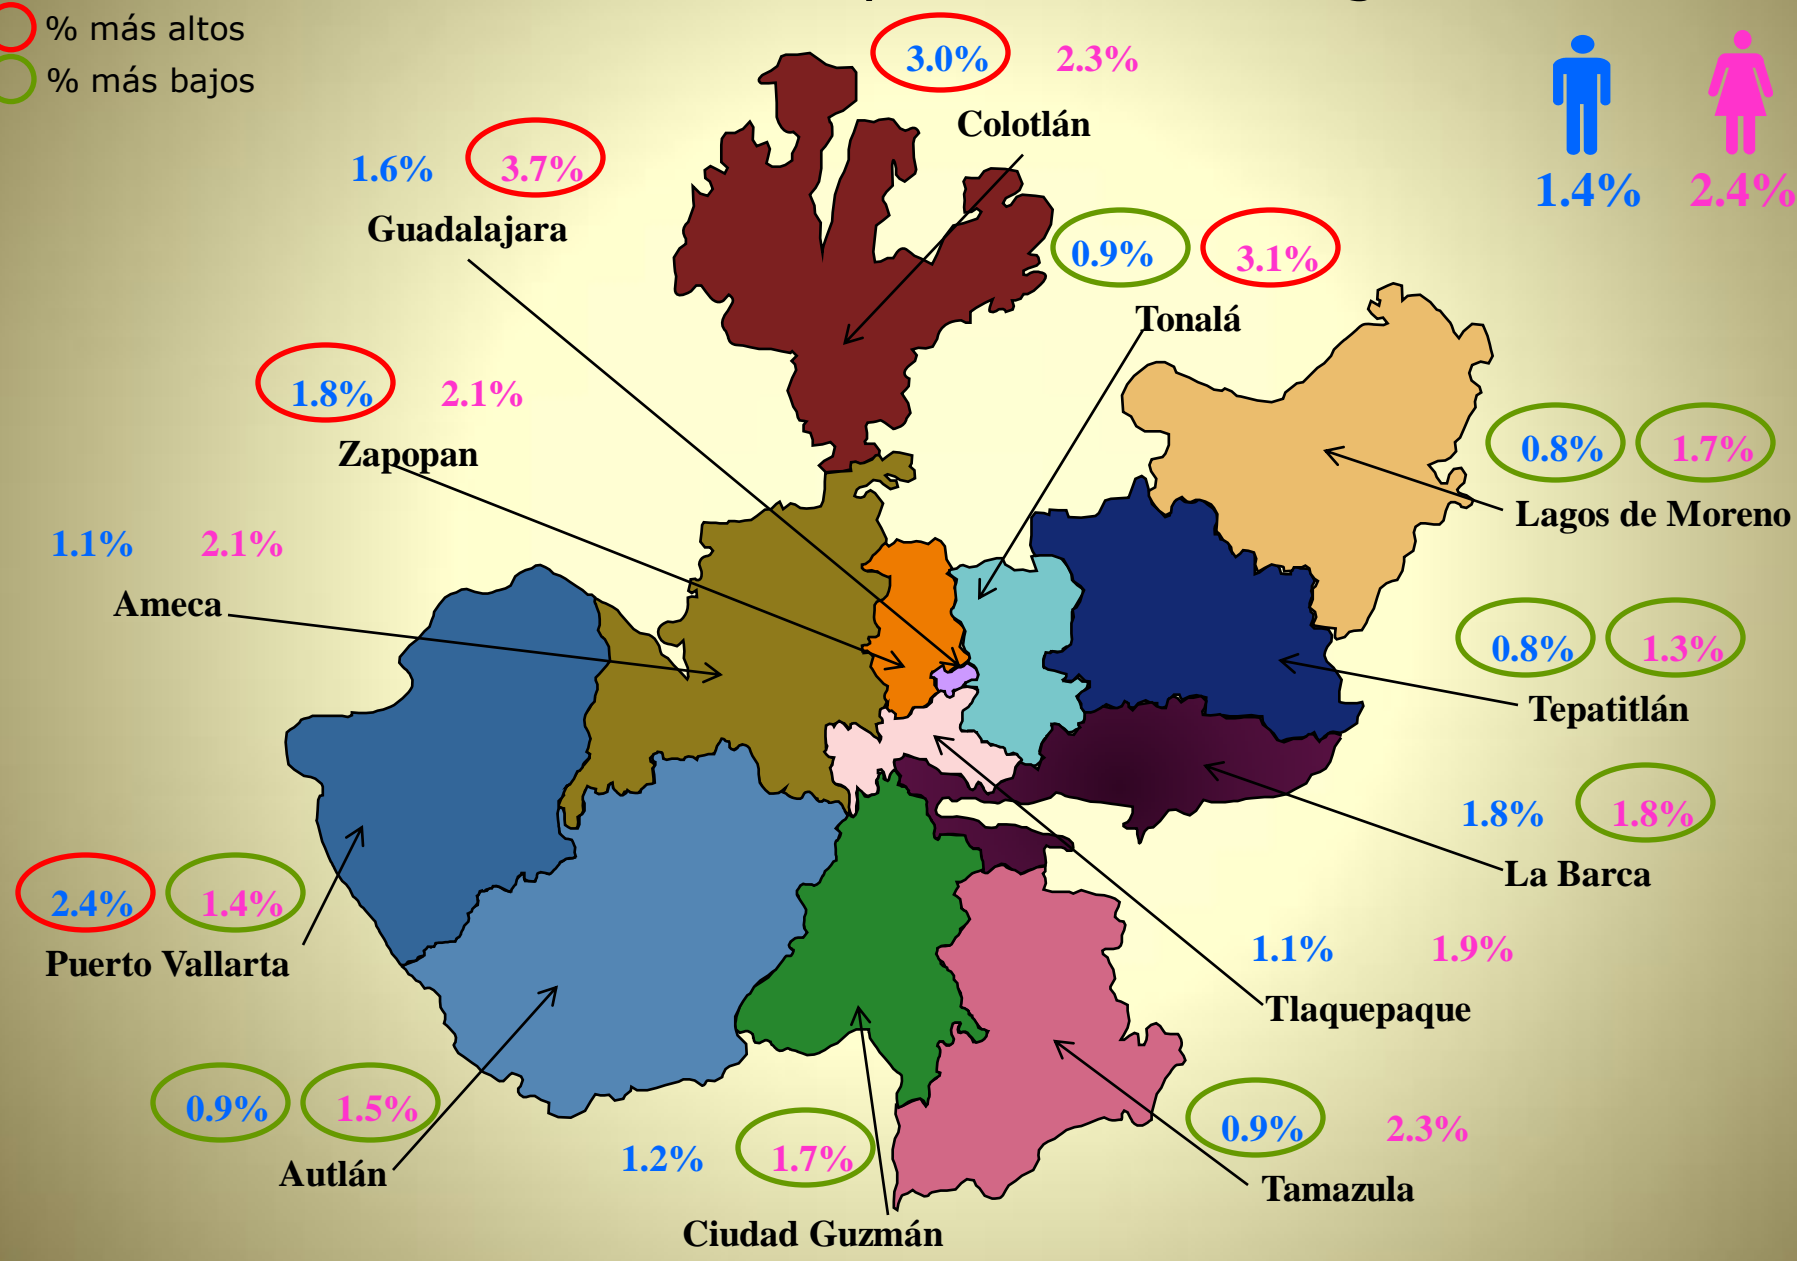 % más altos
% más bajos
3.0% 2.3%
Colotlán
1.4% 2.4%
1.6% 3.7%
Guadalajara
0.9% 3.1%
Tonalá
1.8% 2.1%
Zapopan
0.8% 1.7%
Lagos de Moreno
1.1% 2.1%
Ameca
0.8% 1.3%
Tepatitlán
1.8% 1.8%
La Barca
2.4% 1.4%
Puerto Vallarta
1.1% 1.9%
Tlaquepaque
0.9% 1.5%
Autlán
1.2% 1.7%
Ciudad Guzmán
0.9% 2.3%
Tamazula